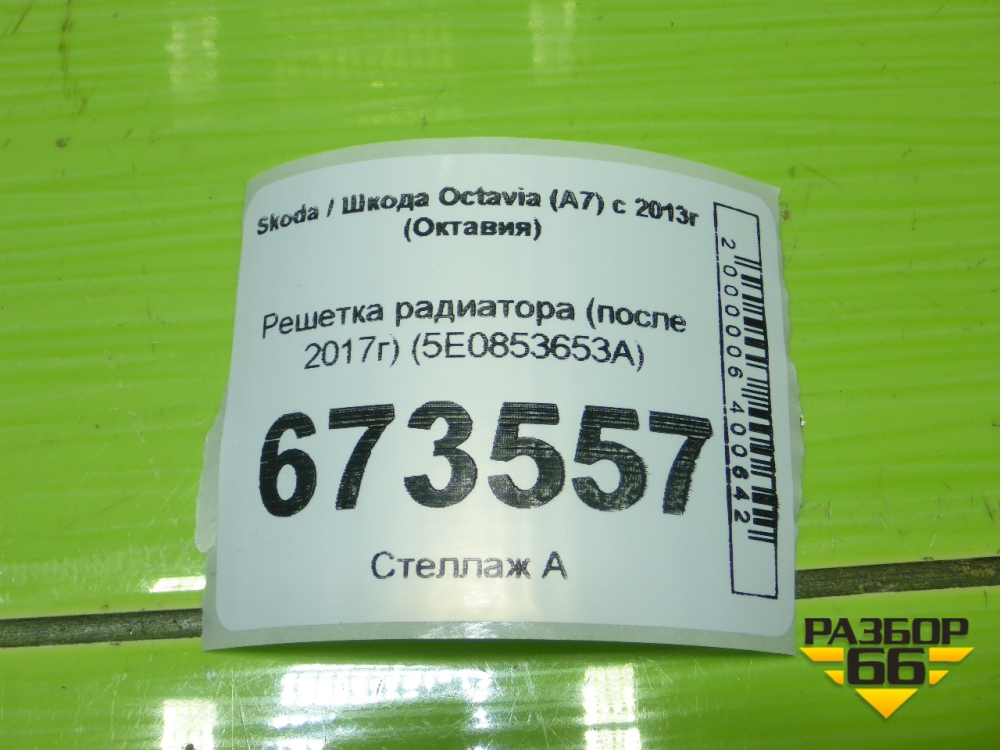 Skoda / Шкода Octavia (A7) с 2013г
(Октавия)
Решетка радиатора (после
2017г) (5E0853653A)
673557
Стеллаж А
2000006400642
РАЗБОР
66